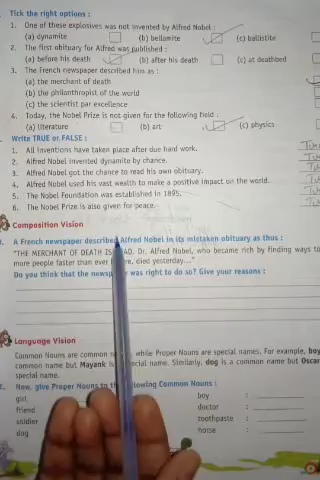 Tick the right options :
1. One of these explosives was not invented by Alfred Nobel :
(a) dynamite (b) bellamite (c) ballistite
2. The first obituary for Alfred was published :
(a) before his death (b) after his death (c) at deathbed
3. The French newspaper described him as :
(a) the merchant of death
(b) the philanthropist of the world
(c) the scientist par excellence
4. Today, the Nobel Prize is not given for the following field :
(a) literature (b) art (c) physics
Write TRUE or FALSE :
1. All inventions have taken place after due hard work.
2. Alfred Nobel invented dynamite by chance.
3. Alfred Nobel got the chance to read his own obituary.
4. Alfred Nobel used his vast wealth to make a positive impact on the world.
5. The Nobel Foundation was established in 1895.
6. The Nobel Prize is also given for peace.
Composition Vision
A French newspaper described Alfred Nobel in its mistaken obituary as thus :
"THE MERCHANT OF DEATH IS Dr. Alfred Nobel, who became rich by finding ways to
more people faster than ever died yesterday..."
Do you think that the was right to do so? Give your reasons :
Language Vision
Common Nouns are common while Proper Nouns are special names. For example, boy
common name but Mayank is name. Similarly, dog is a common name but Oscar
special name.
Now, give Proper Nouns to Common Nouns :
girl boy :
friend doctor :
soldier toothpaste :
dog horse :